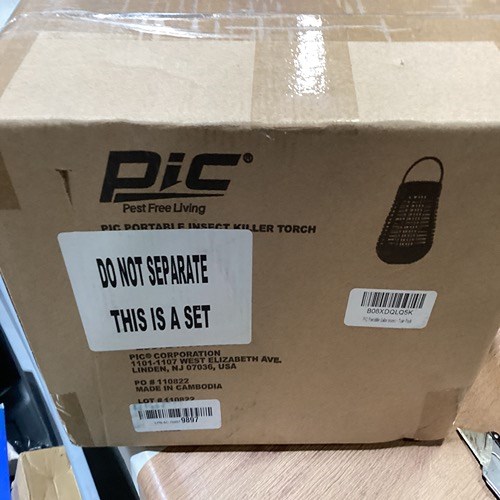 PiC®
Pest Free Living
PIC PORTABLE INSECT KILLER TORCH
DO NOT SEPARATE
THIS IS A SET
B08XDQLQ5K
PIC® CORPORATION
1101-1107 WEST ELIZABETH AVE.
LINDEN, NJ 07036, USA
PO # 110822
MADE IN CAMBODIA
LOT # 110822
9897